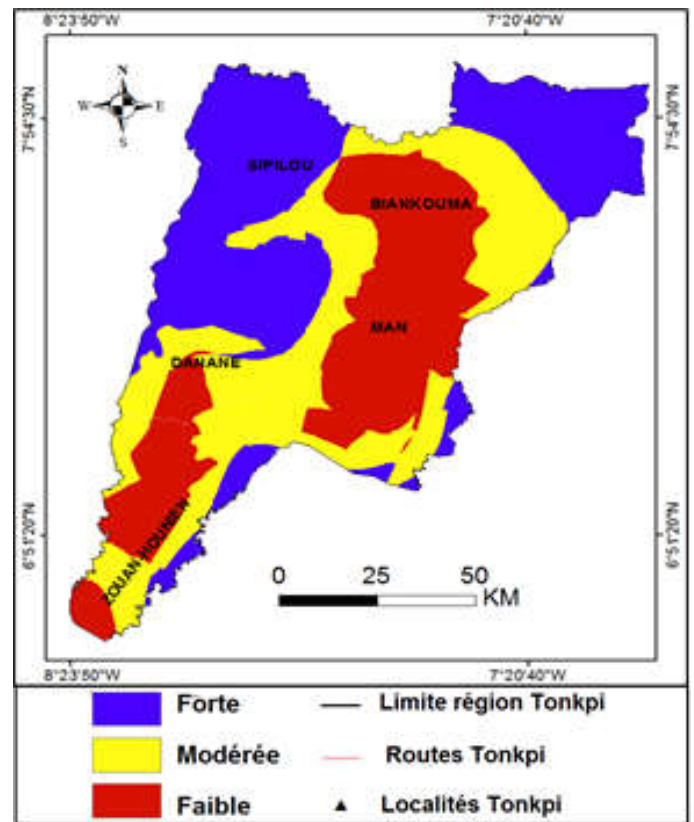 8°23'50"W 7°20'40"W
7°54'30"N 7°54'30"N
N
W E
S
SIPILOU
BIANKOUMA
MAN
DANANE
ZOUAN HOUNIEN
6°51'20"N 6°51'20"N
0 25 50
KM
8°23'50"W 7°20'40"W
Forte Limite région Tonkpi
Modérée Routes Tonkpi
Faible Localités Tonkpi